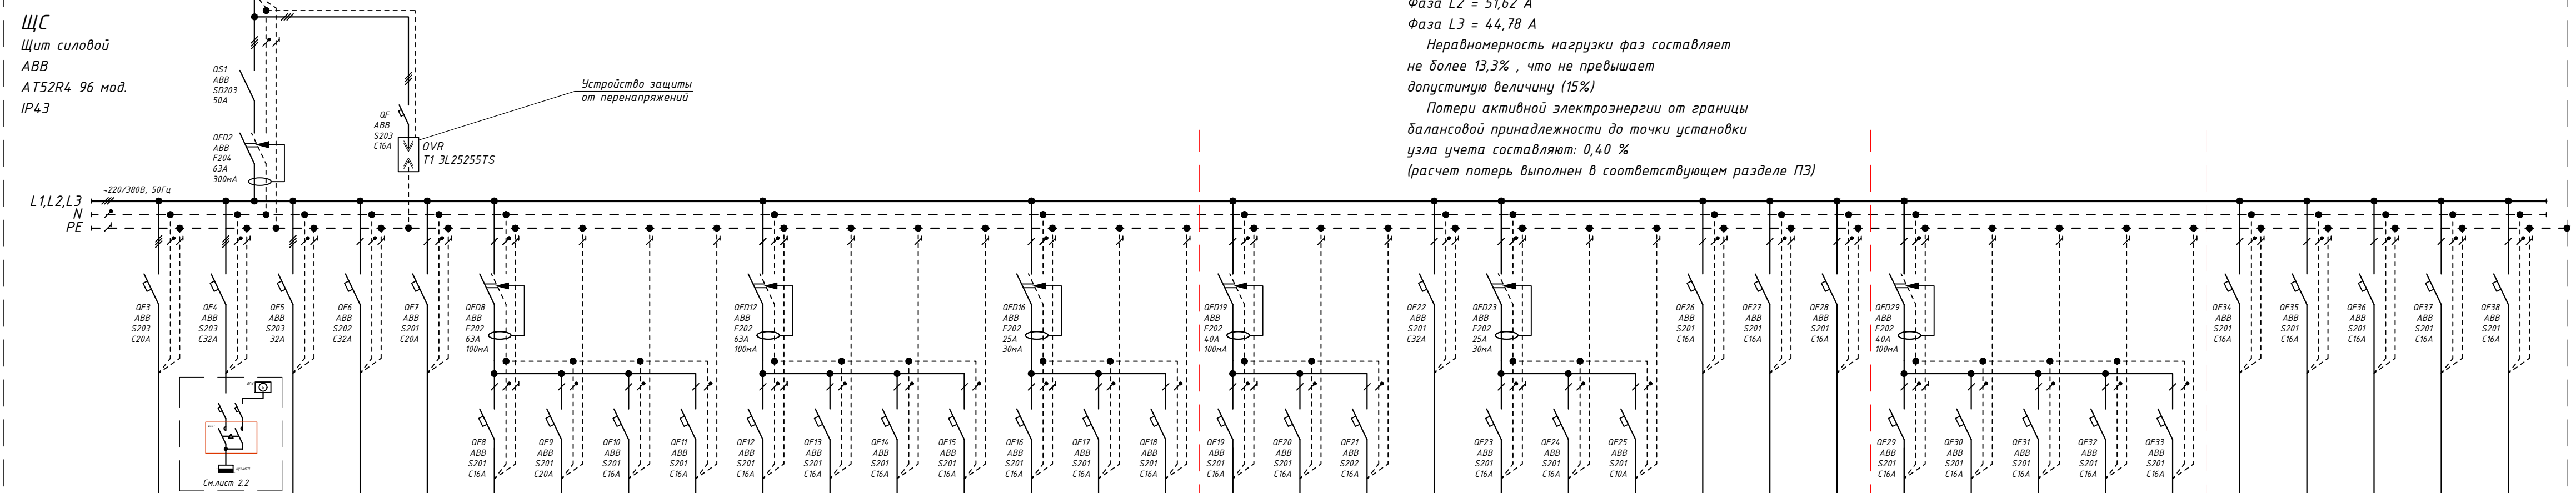 ЩС
Щит силовой
ABB
AT52R4 96 мод.
IP43
QS1
ABB
SD203
50A
QFD2
ABB
F204
63A
300мА
QF
ABB
S203
C16A
OVR
T1 3L25255TS
Устройство защиты
от перенапряжений
Фаза L2 = 51,62 А
Фаза L3 = 44,78 А
Неравномерность нагрузки фаз составляет
не более 13,3% , что не превышает
допустимую величину (15%)
Потери активной электроэнергии от границы
балансовой принадлежности до точки установки
узла учета составляют: 0,40 %
(расчет потерь выполнен в соответствующем разделе ПЗ)
~220/380В, 50Гц
L1,L2,L3
N
PE
QF3
ABB
S203
C20A
QF4
ABB
S203
C32A
QF5
ABB
S203
32A
QF6
ABB
S202
C32A
QF7
ABB
S201
C20A
QFD8
ABB
F202
63A
100мА
QFD12
ABB
F202
63A
100мА
QFD16
ABB
F202
25A
30мА
QFD19
ABB
F202
40A
100мА
QF22
ABB
S201
C32A
QFD23
ABB
F202
25A
30мА
QF26
ABB
S201
C16A
QF27
ABB
S201
C16A
QF28
ABB
S201
C16A
QFD29
ABB
F202
40A
100мА
QF34
ABB
S201
C16A
QF35
ABB
S201
C16A
QF36
ABB
S201
C16A
QF37
ABB
S201
C16A
QF38
ABB
S201
C16A
См.лист 2.2
QF8
ABB
S201
C16A
QF9
ABB
S201
C20A
QF10
ABB
S201
C16A
QF11
ABB
S201
C16A
QF12
ABB
S201
C16A
QF13
ABB
S201
C16A
QF14
ABB
S201
C16A
QF15
ABB
S201
C16A
QF16
ABB
S201
C16A
QF17
ABB
S201
C16A
QF18
ABB
S201
C16A
QF19
ABB
S201
C16A
QF20
ABB
S201
C16A
QF21
ABB
S202
C16A
QF23
ABB
S201
C16A
QF24
ABB
S201
C16A
QF25
ABB
S201
C10A
QF29
ABB
S201
C16A
QF30
ABB
S201
C16A
QF31
ABB
S201
C16A
QF32
ABB
S201
C16A
QF33
ABB
S201
C16A